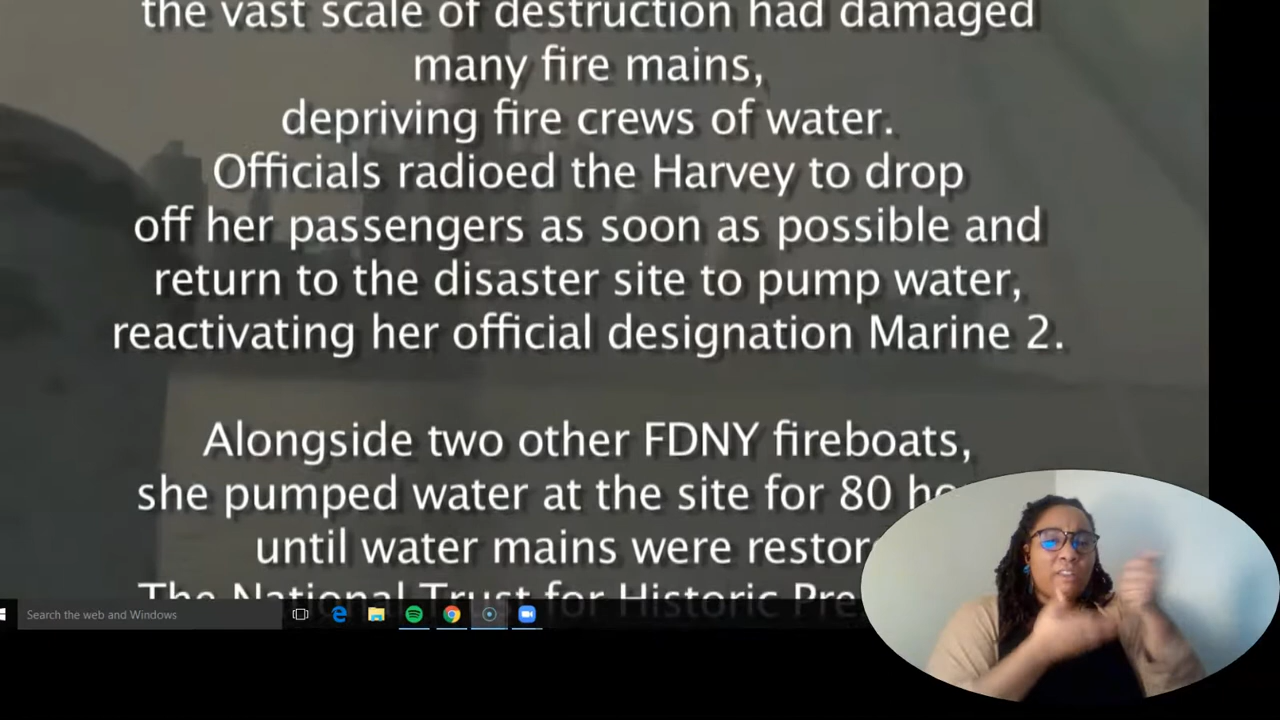 the vast scale of destruction had damaged
many fire mains,
depriving fire crews of water.
Officials radioed the Harvey to drop
off her passengers as soon as possible and
return to the disaster site to pump water,
reactivating her official designation Marine 2.
Alongside two other FDNY fireboats,
she pumped water at the site for 80
until water mains were
The National Trust for Historic
Search the web and Windows